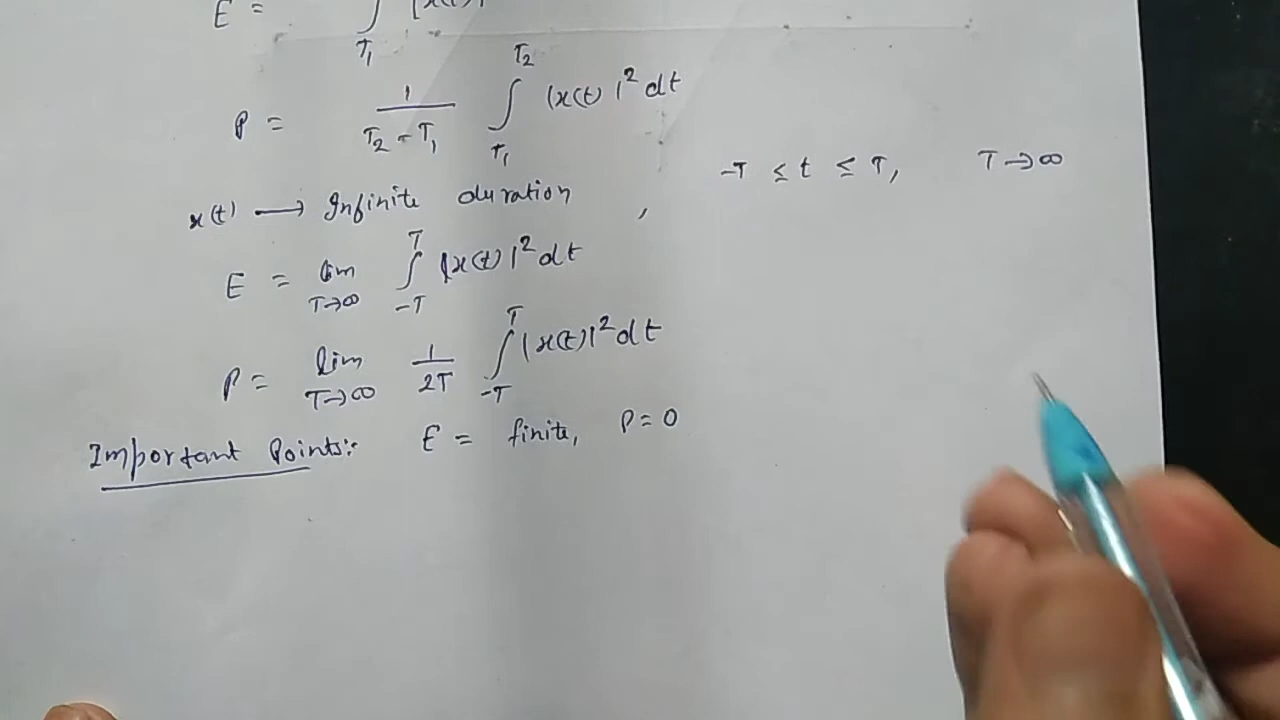 E = ∫ T₁ |x(t)|
P = 1/(T₂ - T₁) ∫ T₁ T₂ |x(t)|² dt
x(t) → Infinite duration , -T ≤ t ≤ T, T→∞
E = lim T→∞ ∫ -T T |x(t)|² dt
P = lim T→∞ 1/2T ∫ -T T |x(t)|² dt
Important Points:- E = finite, P = 0